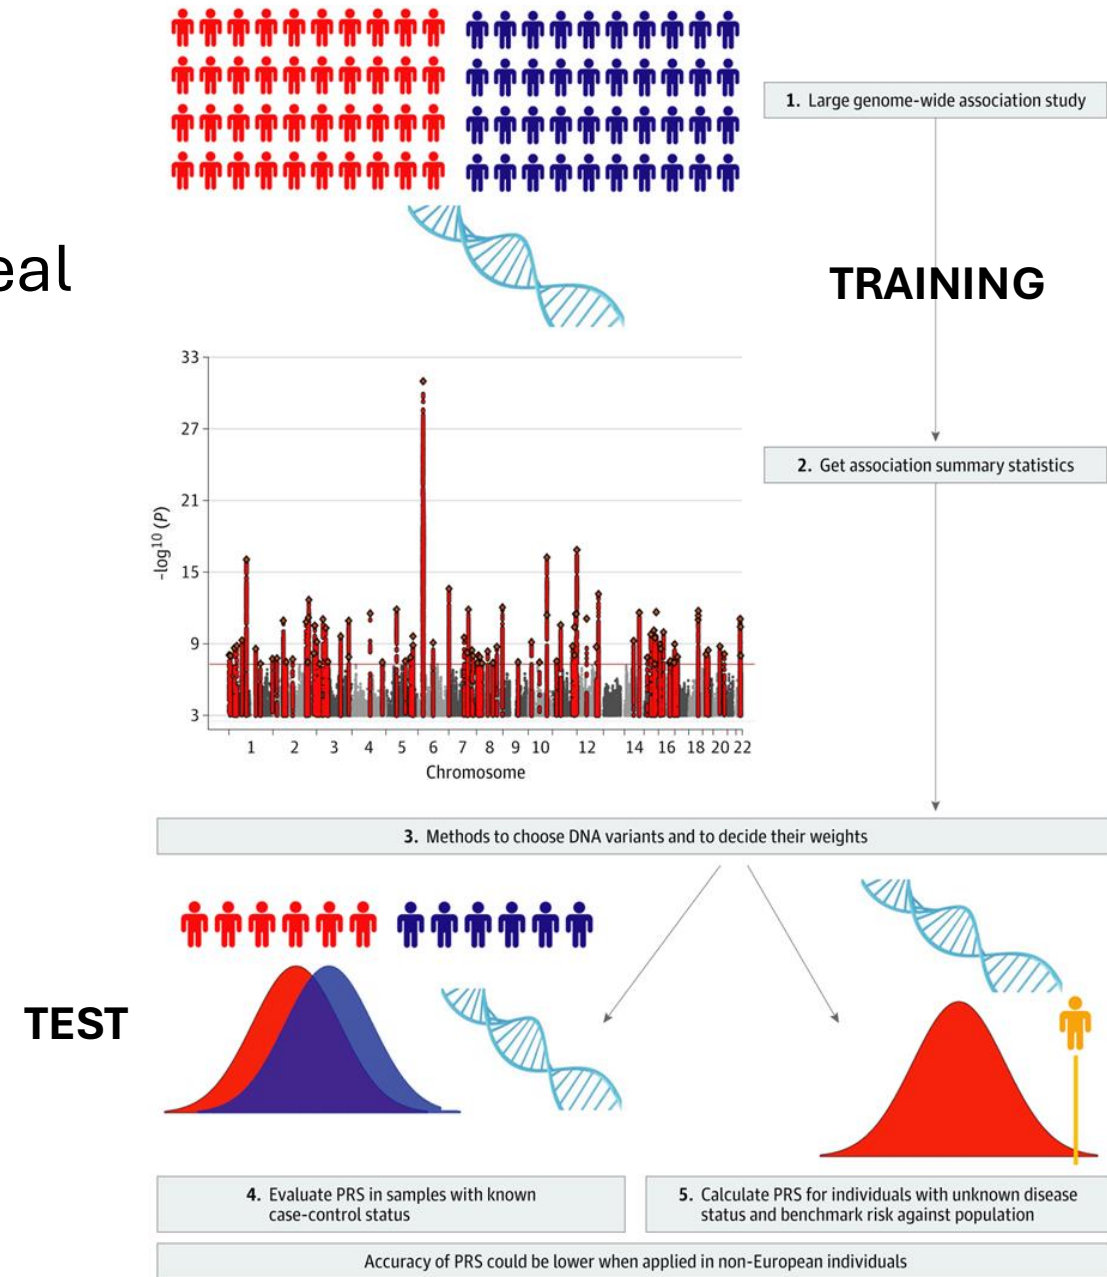 1. Large genome-wide association study
eal
TRAINING
33
27
21
15
9
3
-log10 (P)
1 2 3 4 5 6 7 8 9 10 12 14 16 18 20 22
Chromosome
2. Get association summary statistics
3. Methods to choose DNA variants and to decide their weights
TEST
4. Evaluate PRS in samples with known
case-control status
5. Calculate PRS for individuals with unknown disease
status and benchmark risk against population
Accuracy of PRS could be lower when applied in non-European individuals